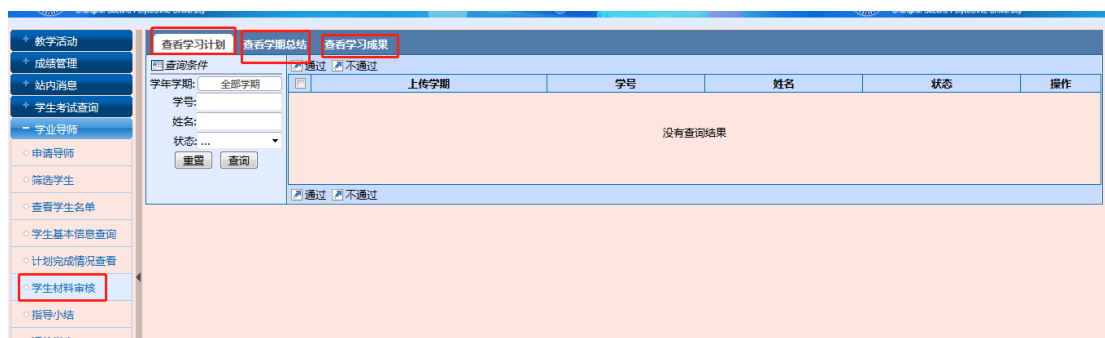 教学活动
成绩管理
站内消息
学生考试查询
学业导师
申请导师
筛选学生
查看学生名单
学生基本信息查询
计划完成情况查看
学生材料审核
指导小结
查看学习计划 查看学期总结 查看学习成果
查询条件
学年学期: 全部学期
学号:
姓名:
状态: ...
重置 查询
通过 不通过
上传学期 学号 姓名 状态 操作
没有查询结果
通过 不通过